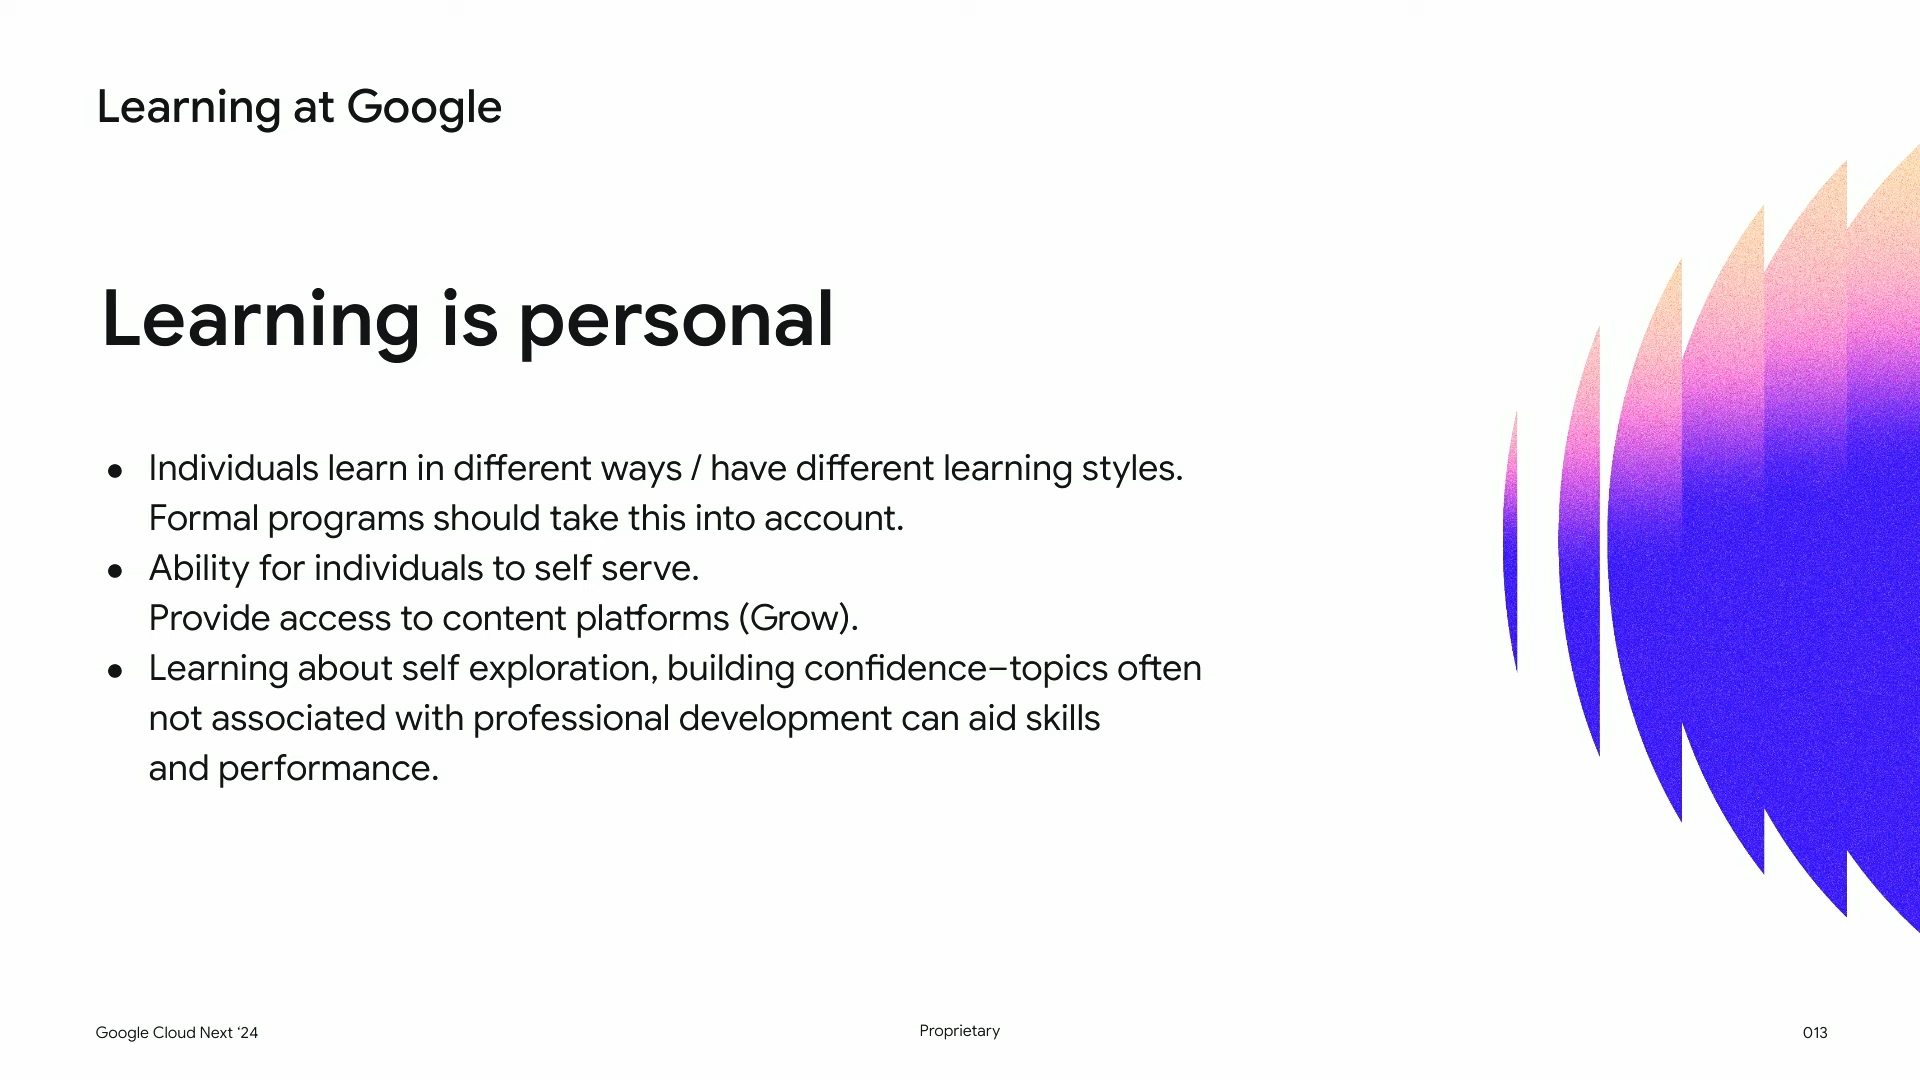 Learning at Google
Learning is personal
● Individuals learn in different ways / have different learning styles.
Formal programs should take this into account.
● Ability for individuals to self serve.
Provide access to content platforms (Grow).
● Learning about self exploration, building confidence–topics often
not associated with professional development can aid skills
and performance.
Google Cloud Next ‘24
Proprietary
013